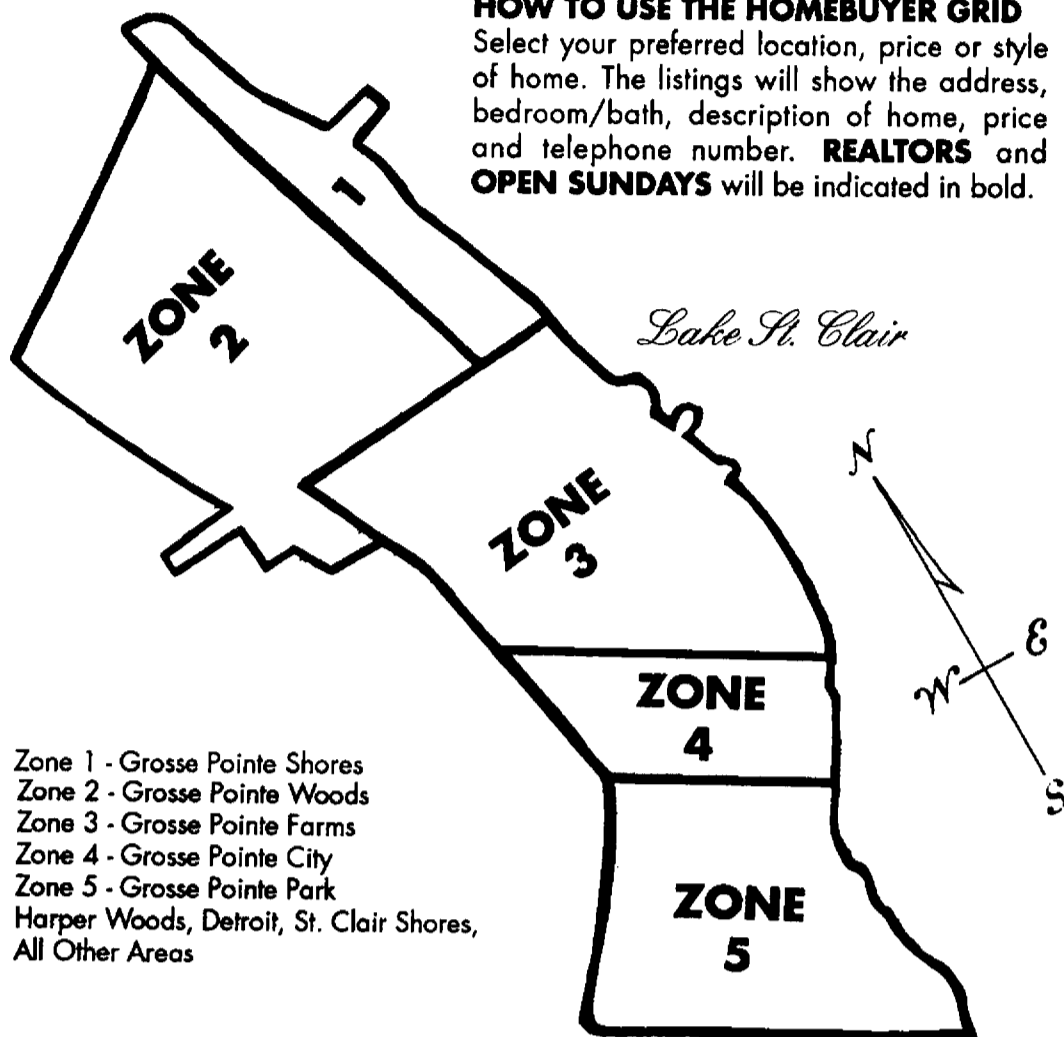 HOW TO USE THE HOMEBUYER GRID
Select your preferred location, price or style
of home. The listings will show the address,
bedroom/bath, description of home, price
and telephone number. REALTORS and
OPEN SUNDAYS will be indicated in bold.
1
ZONE
2
Lake St. Clair
ZONE
3
N
E
W
S
ZONE
4
ZONE
5
Zone 1 - Grosse Pointe Shores
Zone 2 - Grosse Pointe Woods
Zone 3 - Grosse Pointe Farms
Zone 4 - Grosse Pointe City
Zone 5 - Grosse Pointe Park
Harper Woods, Detroit, St. Clair Shores,
All Other Areas